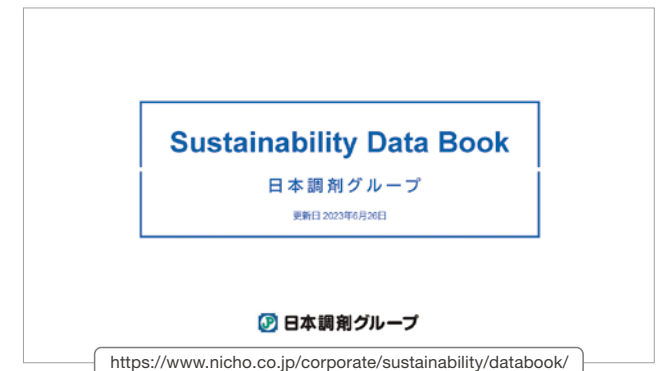 Sustainability Data Book
日本調剤グループ
更新日 2023年6月26日
日本調剤グループ
https://www.nicho.co.jp/corporate/sustainability/databook/